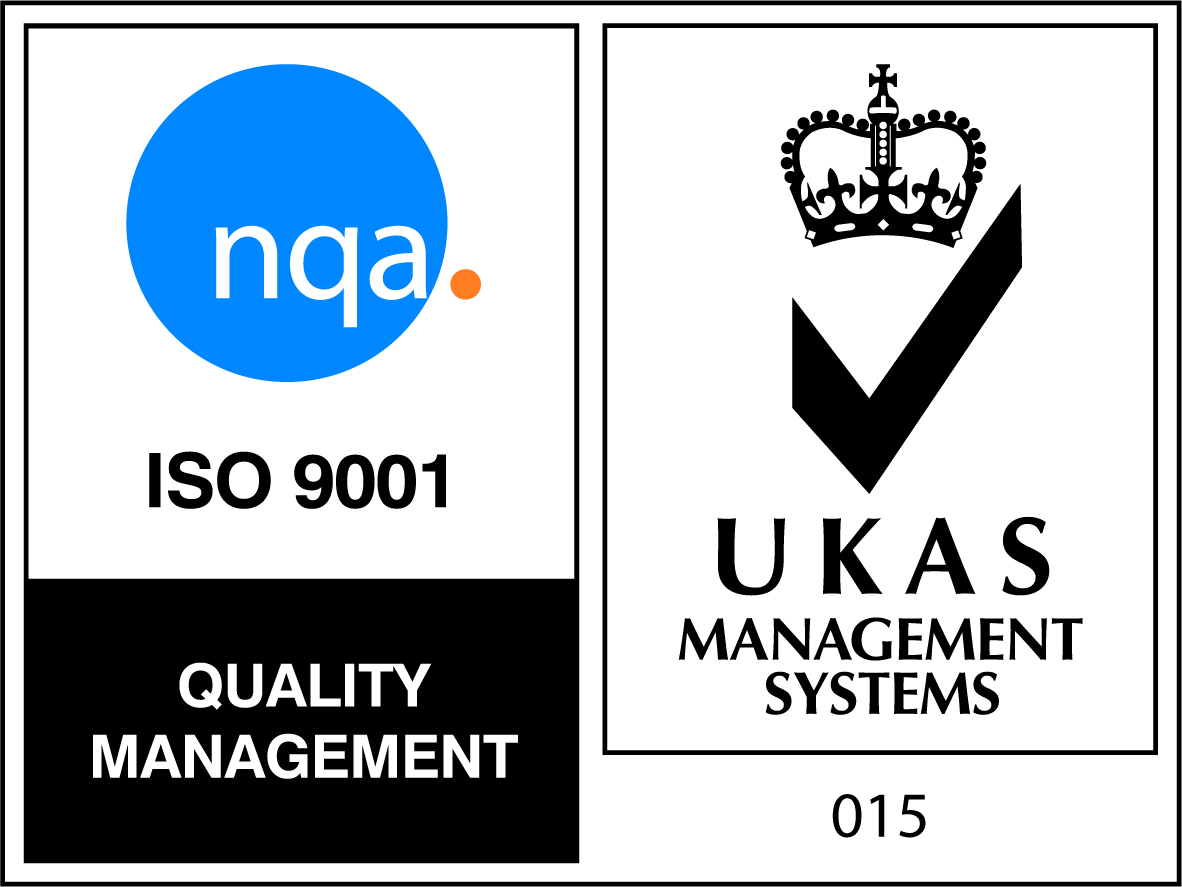 nqa.
ISO 9001
QUALITY
MANAGEMENT
UKAS
MANAGEMENT
SYSTEMS
015